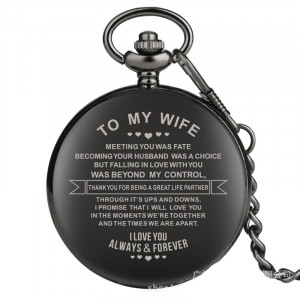 TO MY WIFE
MEETING YOU WAS FATE
BECOMING YOUR HUSBAND WAS A CHOICE
BUT FALLING IN LOVE WITH YOU
WAS BEYOND MY CONTROL,
THANK YOU FOR BEING A GREAT LIFE PARTNER
THROUGH IT'S UPS AND DOWNS,
I PROMISE THAT I WILL LOVE YOU
IN THE MOMENTS WE'RE TOGETHER
AND THE TIMES WE ARE APART.
I LOVE YOU
ALWAYS & FOREVER